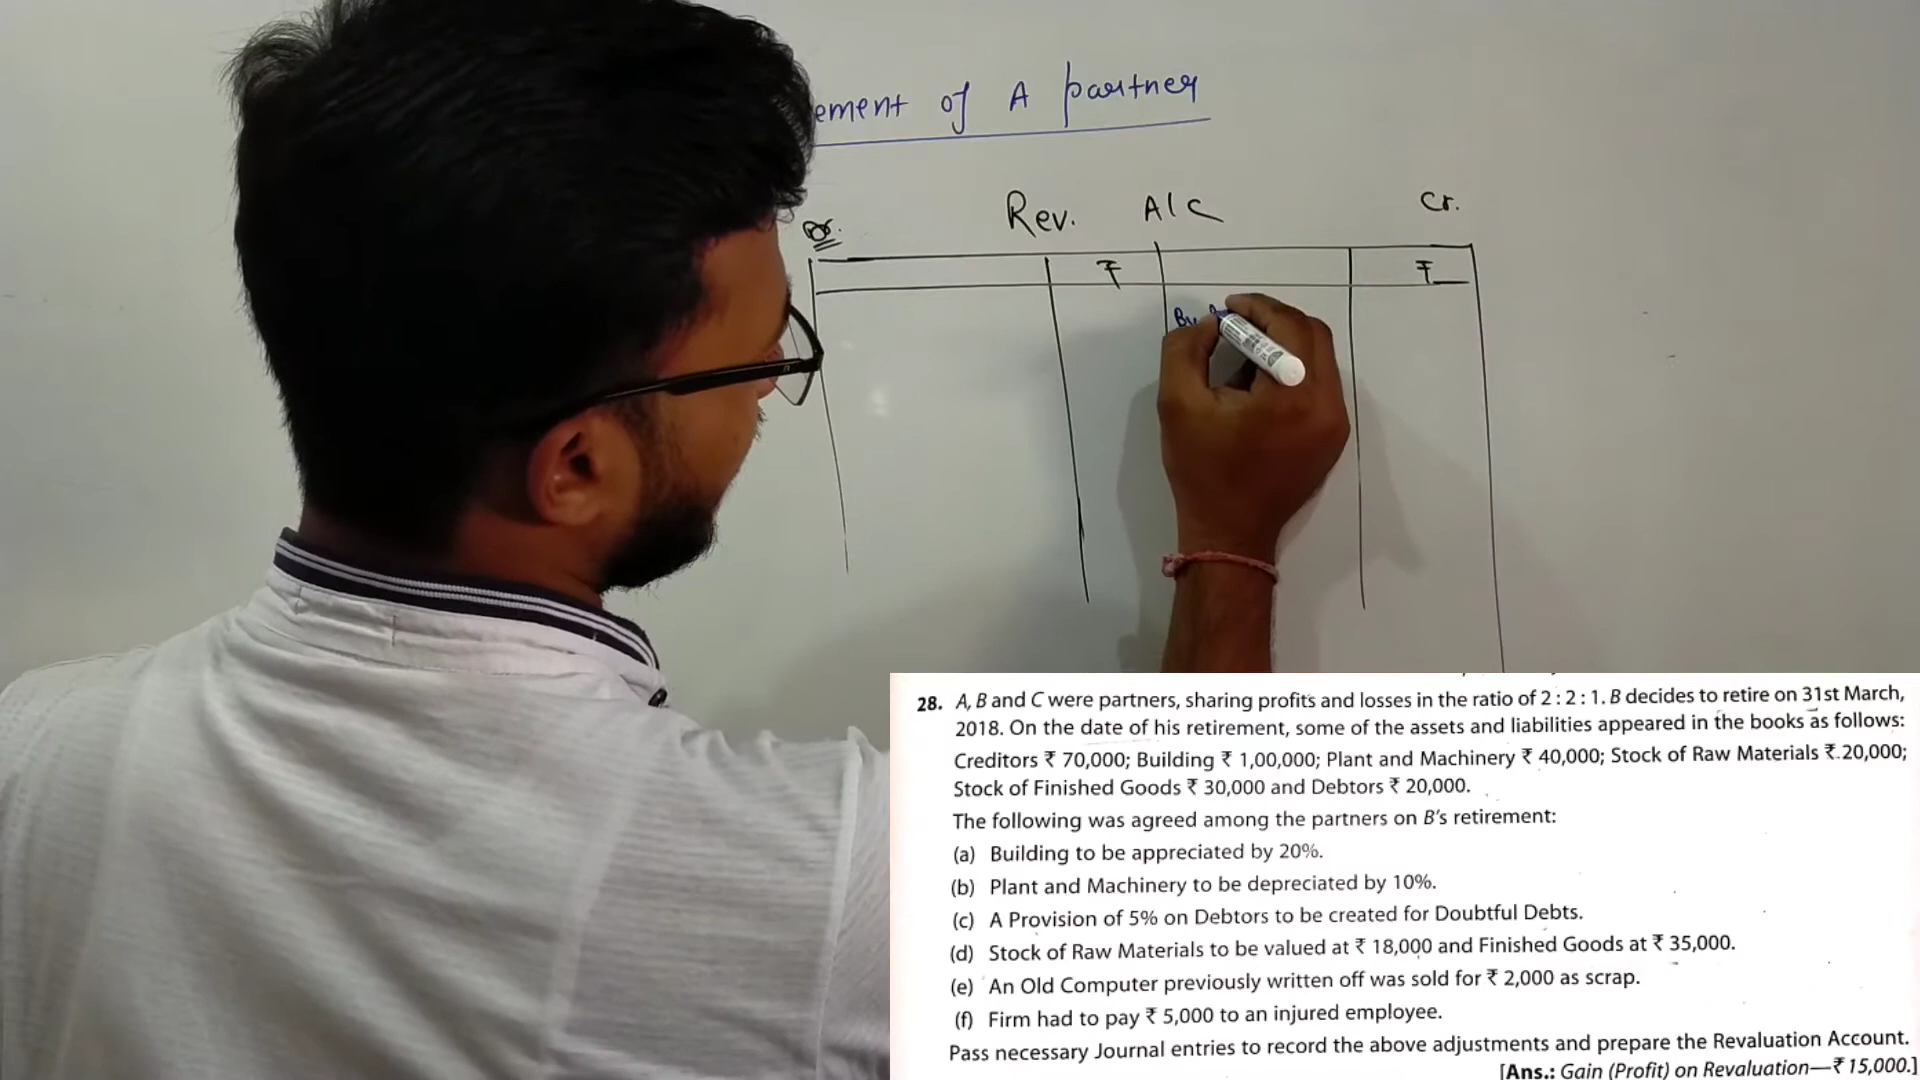 ement of A partner
Dr. Rev. A/C Cr.
₹ ₹
By
28. A, B and C were partners, sharing profits and losses in the ratio of 2 : 2 : 1. B decides to retire on 31st March,
2018. On the date of his retirement, some of the assets and liabilities appeared in the books as follows:
Creditors ₹ 70,000; Building ₹ 1,00,000; Plant and Machinery ₹ 40,000; Stock of Raw Materials ₹ 20,000;
Stock of Finished Goods ₹ 30,000 and Debtors ₹ 20,000.
The following was agreed among the partners on B's retirement:
(a) Building to be appreciated by 20%.
(b) Plant and Machinery to be depreciated by 10%.
(c) A Provision of 5% on Debtors to be created for Doubtful Debts.
(d) Stock of Raw Materials to be valued at ₹ 18,000 and Finished Goods at ₹ 35,000.
(e) An Old Computer previously written off was sold for ₹ 2,000 as scrap.
(f) Firm had to pay ₹ 5,000 to an injured employee.
Pass necessary Journal entries to record the above adjustments and prepare the Revaluation Account.
[Ans.: Gain (Profit) on Revaluation—₹ 15,000.]